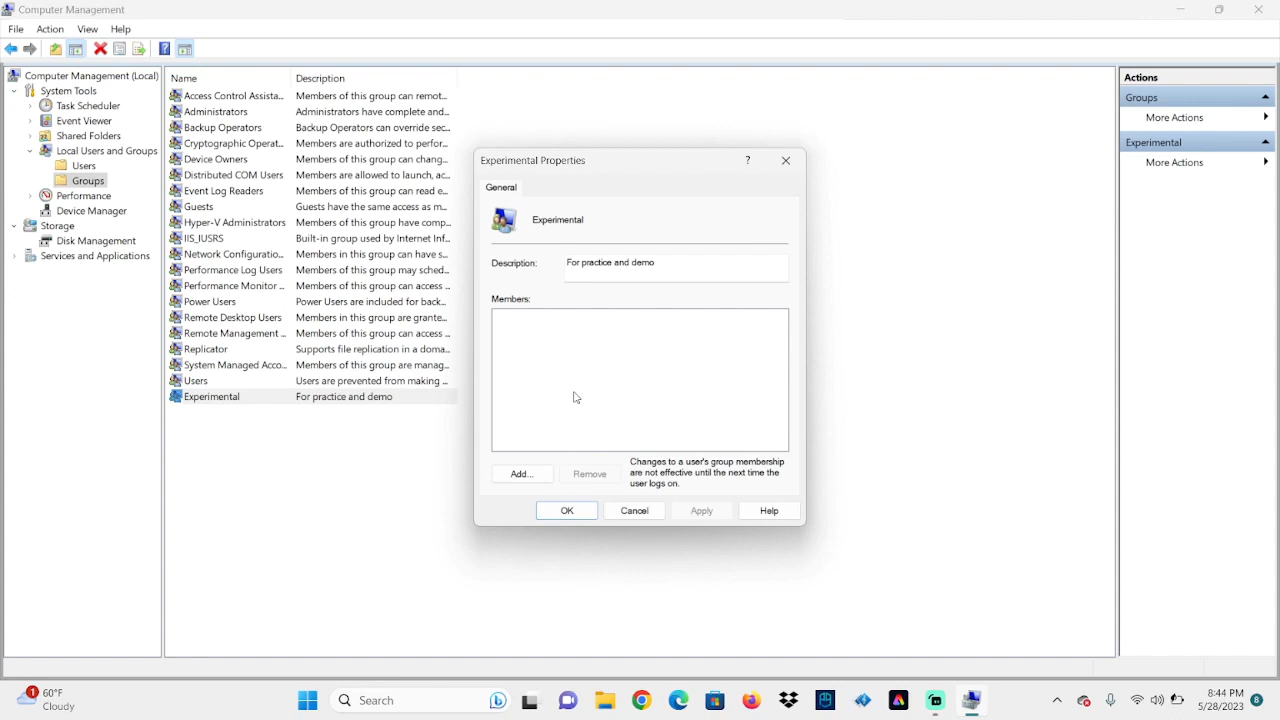 Computer Management
File Action View Help
Computer Management (Local)
System Tools
Task Scheduler
Event Viewer
Shared Folders
Local Users and Groups
Users
Groups
Performance
Device Manager
Storage
Disk Management
Services and Applications
Name Description
Access Control Assista... Members of this group can remot...
Administrators Administrators have complete and...
Backup Operators Backup Operators can override sec...
Cryptographic Operat... Members are authorized to perfor...
Device Owners Members of this group can chang...
Distributed COM Users Members are allowed to launch, ac...
Event Log Readers Members of this group can read e...
Guests Guests have the same access as m...
Hyper-V Administrators Members of this group have comp...
IIS_IUSRS Built-in group used by Internet Inf...
Network Configuratio... Members in this group can have s...
Performance Log Users Members of this group may sched...
Performance Monitor ... Members of this group can access ...
Power Users Power Users are included for back...
Remote Desktop Users Members in this group are grante...
Remote Management ... Members of this group can access ...
Replicator Supports file replication in a doma...
System Managed Acco... Members of this group are manag...
Users Users are prevented from making ...
Experimental For practice and demo
Experimental Properties ?
General
Experimental
Description: For practice and demo
Members:
Add... Remove
Changes to a user's group membership
are not effective until the next time the
user logs on.
OK Cancel Apply Help
Actions
Groups
More Actions
Experimental
More Actions
1
60°F
Cloudy
Search
8:44 PM
5/28/2023
8